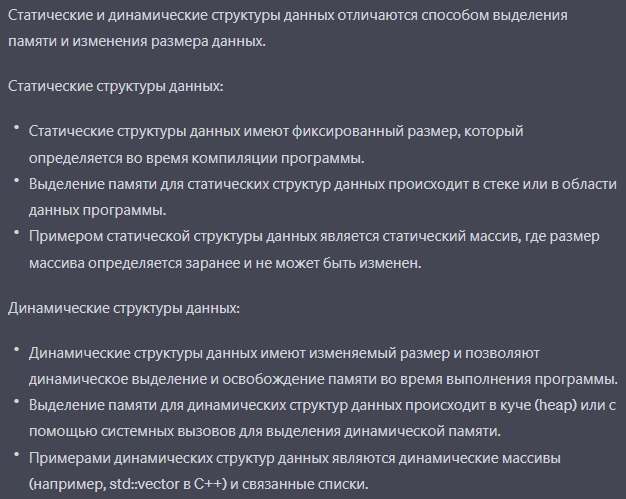 Статические и динамические структуры данных отличаются способом выделения
памяти и изменения размера данных.
Статические структуры данных:
• Статические структуры данных имеют фиксированный размер, который
определяется во время компиляции программы.
• Выделение памяти для статических структур данных происходит в стеке или в области
данных программы.
• Примером статической структуры данных является статический массив, где размер
массива определяется заранее и не может быть изменен.
Динамические структуры данных:
• Динамические структуры данных имеют изменяемый размер и позволяют
динамическое выделение и освобождение памяти во время выполнения программы.
• Выделение памяти для динамических структур данных происходит в куче (heap) или с
помощью системных вызовов для выделения динамической памяти.
• Примерами динамических структур данных являются динамические массивы
(например, std::vector в C++) и связанные списки.